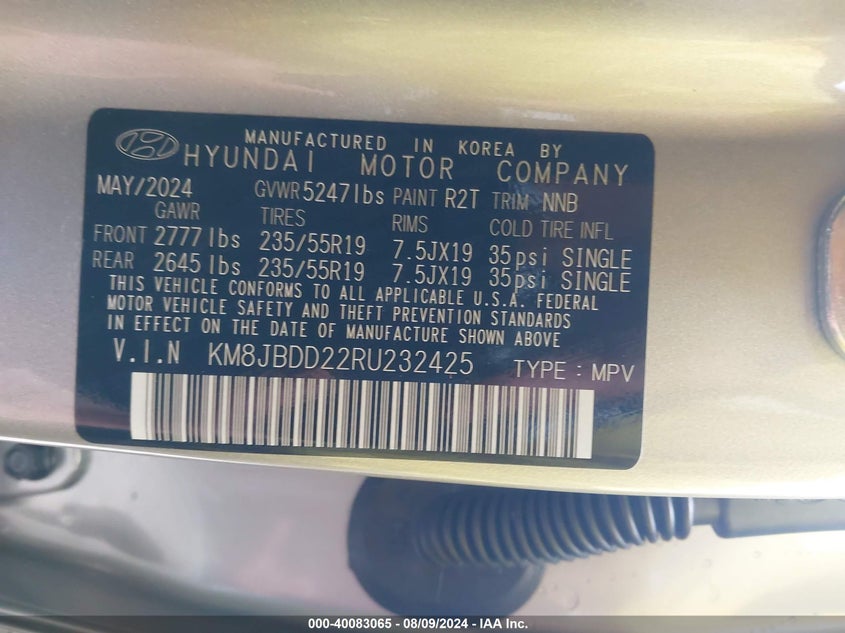 MANUFACTURED IN KOREA BY
HYUNDAI MOTOR COMPANY
MAY/2024 GVWR 5247lbs PAINT R2T TRIM NNB
GAWR TIRES RIMS COLD TIRE INFL
FRONT 2777lbs 235/55R19 7.5JX19 35psi SINGLE
REAR 2645lbs 235/55R19 7.5JX19 35psi SINGLE
THIS VEHICLE CONFORMS TO ALL APPLICABLE U.S.A. FEDERAL
MOTOR VEHICLE SAFETY AND THEFT PREVENTION STANDARDS
IN EFFECT ON THE DATE OF MANUFACTURE SHOWN ABOVE
V.I.N KM8JBDD22RU232425 TYPE : MPV
000-40083065 - 08/09/2024 - IAA Inc.